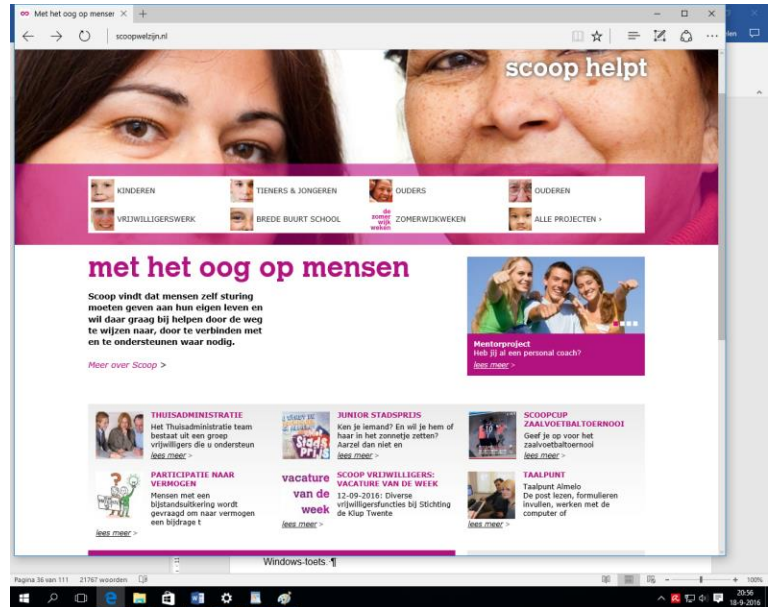 Met het oog op mensen
scoopwelzijn.nl
scoop helpt
KINDEREN
TIENERS & JONGEREN
OUDERS
OUDEREN
VRIJWILLIGERSWERK
BREDE BUURT SCHOOL
de
zomer
wijk
weken
ZOMERWIJKWEKEN
ALLE PROJECTEN ›
met het oog op mensen
Scoop vindt dat mensen zelf sturing
moeten geven aan hun eigen leven en
wil daar graag bij helpen door de weg
te wijzen naar, door te verbinden met
en te ondersteunen waar nodig.
Meer over Scoop >
Mentorproject
Heb jij al een personal coach?
lees meer >
THUISADMINISTRATIE
Het Thuisadministratie team
bestaat uit een groep
vrijwilligers die u ondersteun
lees meer >
JUNIOR STADSPRIJS
Ken je iemand? En wil je hem of
haar in het zonnetje zetten?
Aarzel dan niet en
lees meer >
SCOOPCUP
ZAALVOETBALTOERNOOI
Geef je op voor het
zaalvoetbaltoernooi
lees meer >
PARTICIPATIE NAAR
VERMOGEN
Mensen met een
bijstandsuitkering wordt
gevraagd om naar vermogen
een bijdrage t
lees meer >
vacature
van de
week
SCOOP VRIJWILLIGERS:
VACATURE VAN DE WEEK
12-09-2016: Diverse
vrijwilligersfuncties bij Stichting
de Klup Twente
lees meer >
TAALPUNT
Taalpunt Almelo
De post lezen, formulieren
invullen, werken met de
computer of
lees meer >
Windows-toets. ¶
Pagina 36 van 111
21767 woorden
100%
20:56
18-9-2016